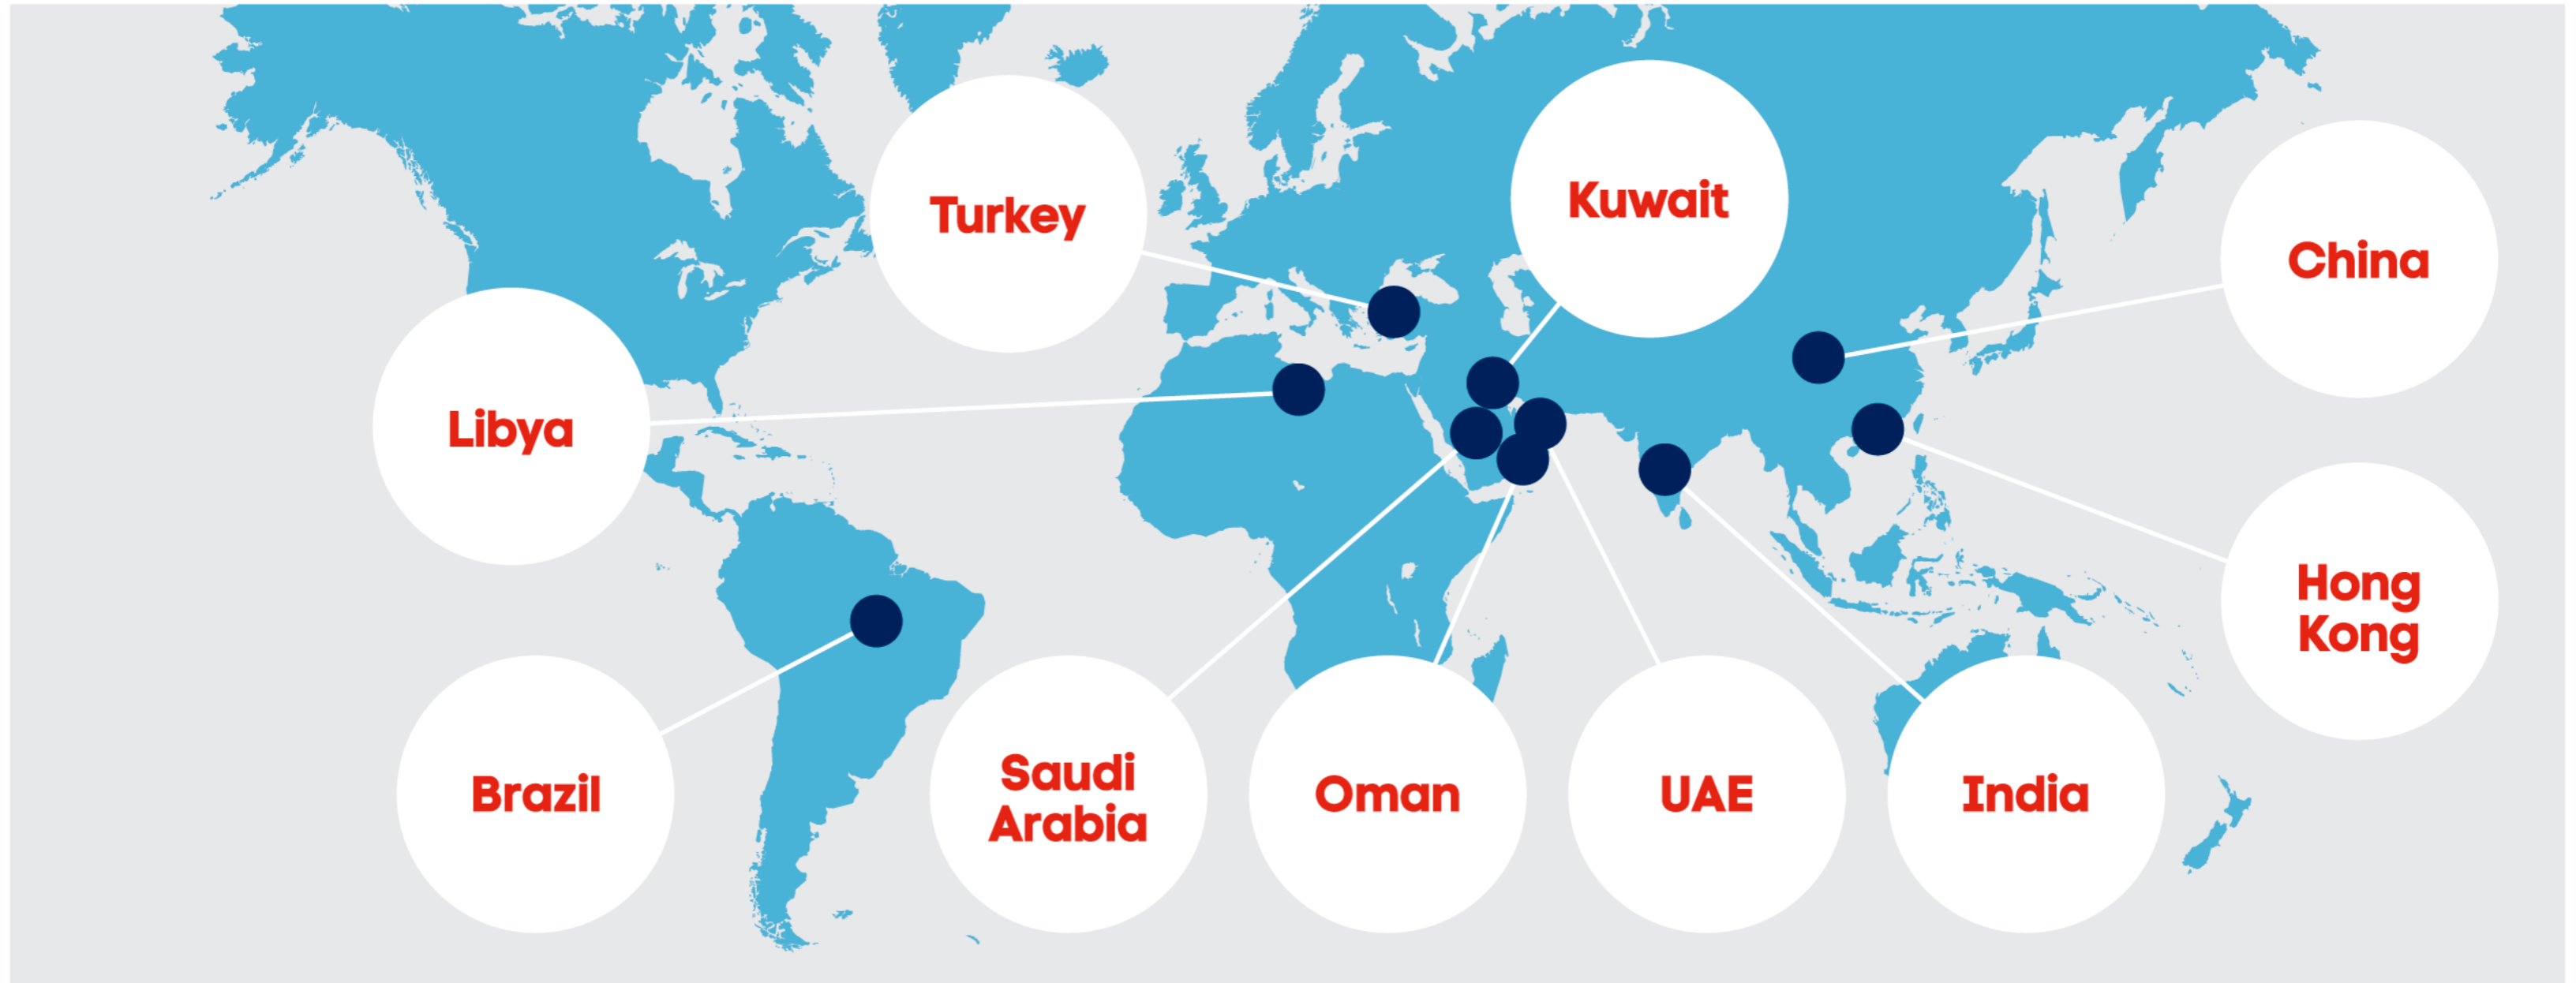 Turkey
Kuwait
China
Libya
Hong
Kong
Brazil
Saudi
Arabia
Oman
UAE
India